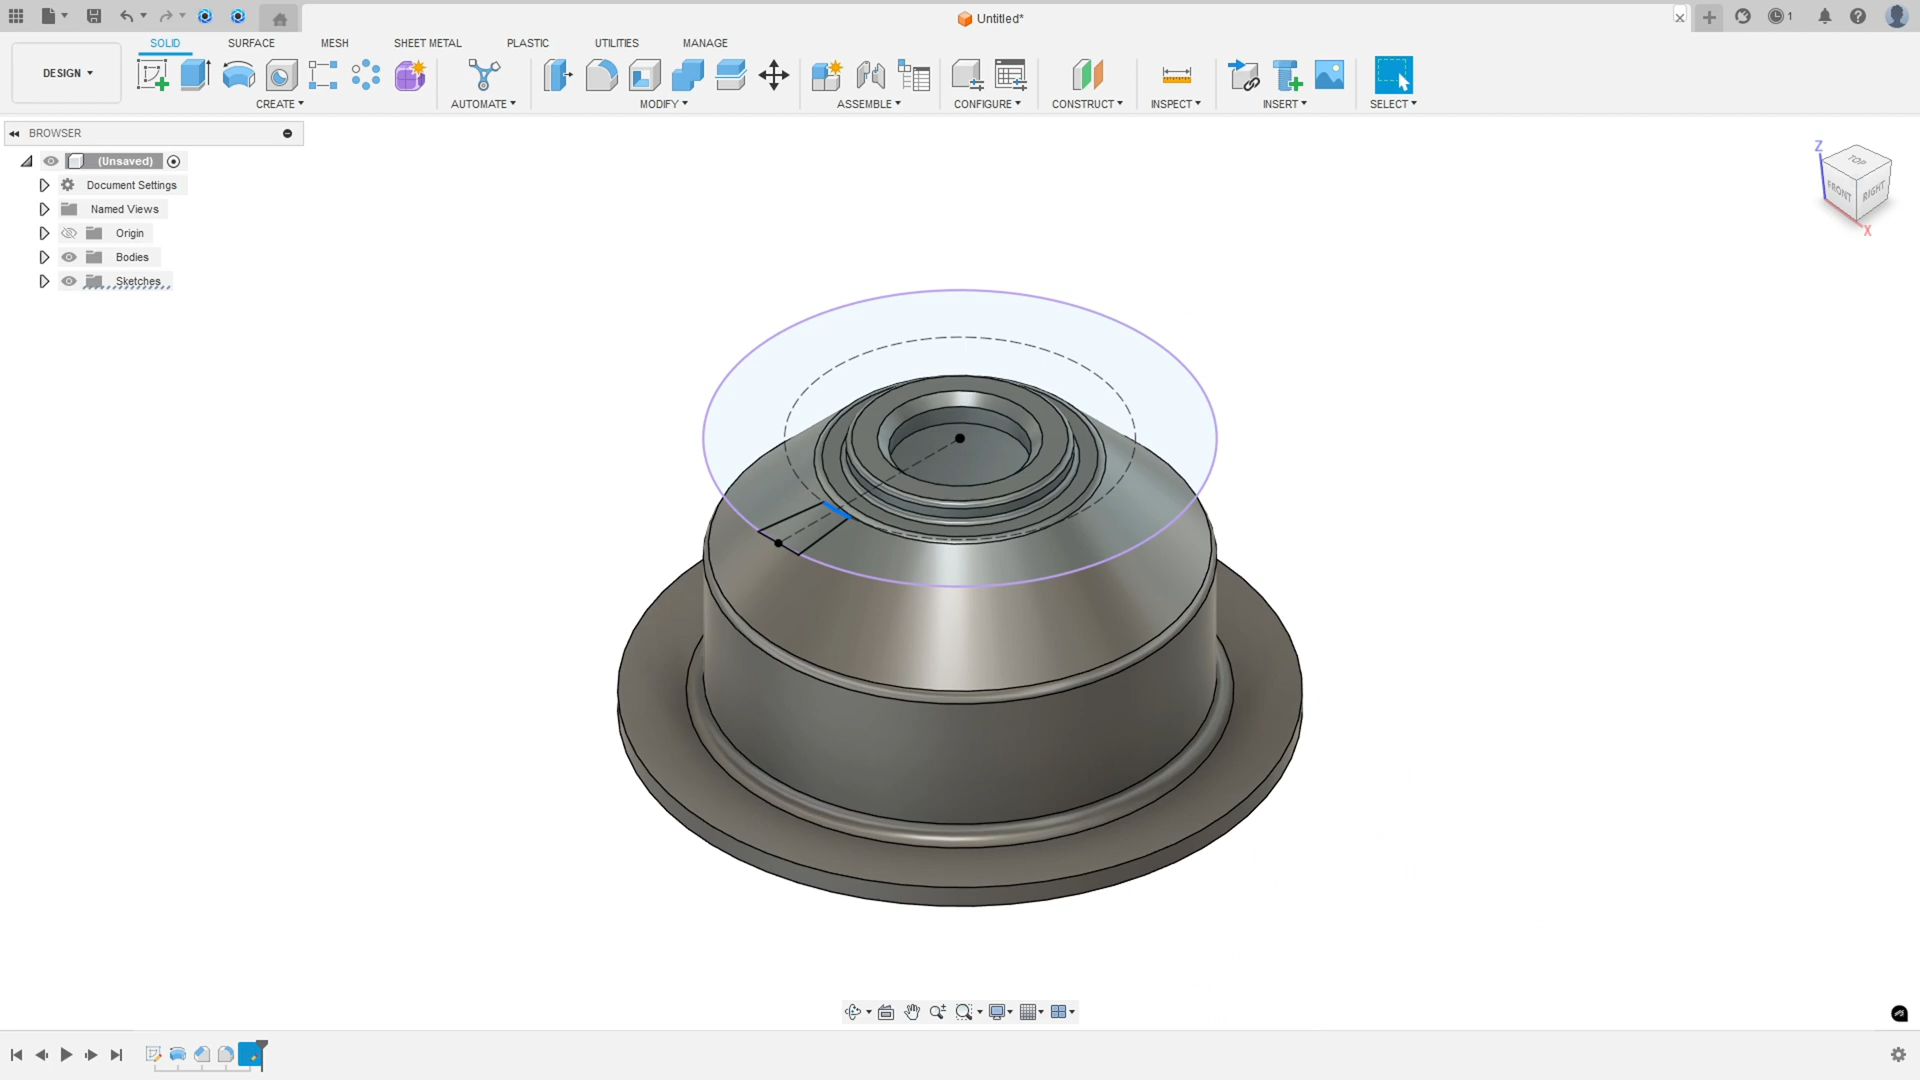 Untitled*
1
DESIGN
SOLID SURFACE MESH SHEET METAL PLASTIC UTILITIES MANAGE
CREATE AUTOMATE MODIFY ASSEMBLE CONFIGURE CONSTRUCT INSPECT INSERT SELECT
BROWSER
(Unsaved)
Document Settings
Named Views
Origin
Bodies
Sketches
Z
TOP
FRONT
RIGHT
X